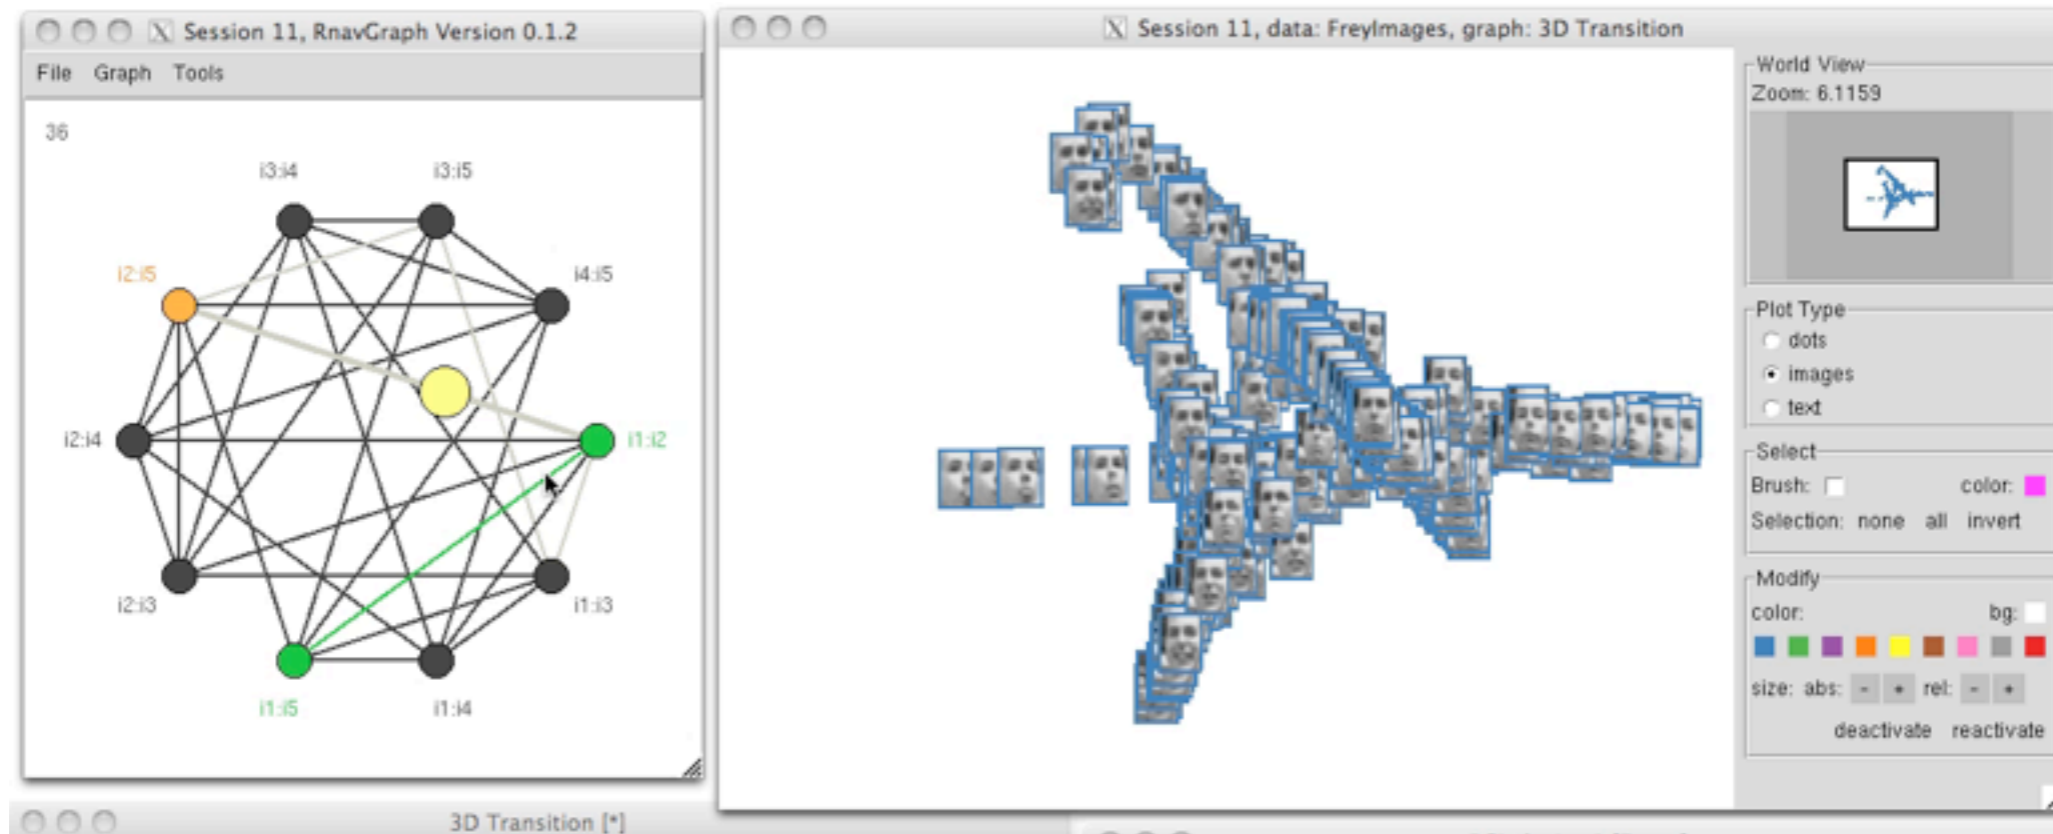 Session 11, RnavGraph Version 0.1.2
File Graph Tools
36
i3:i4 i3:i5
i2:i5 i4:i5
i2:i4 i1:i2
i2:i3 i1:i3
i1:i5 i1:i4
3D Transition [*]
Session 11, data: FreyImages, graph: 3D Transition
World View
Zoom: 6.1159
Plot Type
dots
images
text
Select
Brush: color:
Selection: none all invert
Modify
color: bg:
size: abs: - + rel: - +
deactivate reactivate